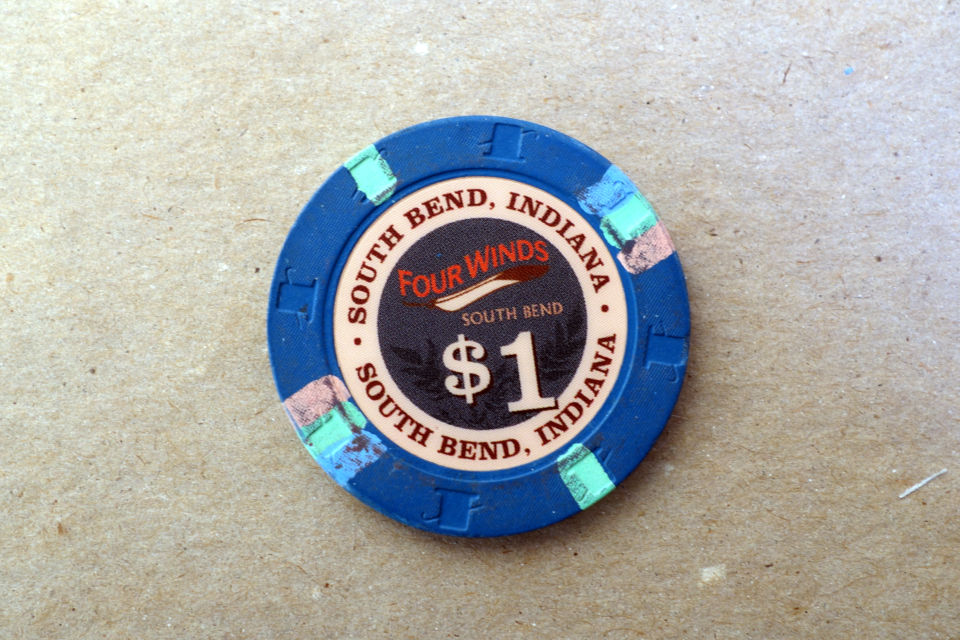 SOUTH BEND, INDIANA
FOUR WINDS
SOUTH BEND
$1
SOUTH BEND, INDIANA